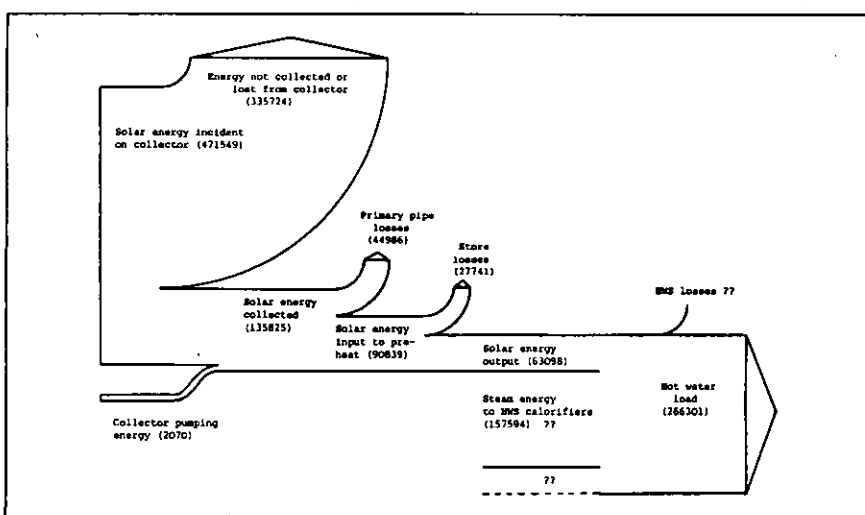 Energy not collected or
lost from collector
(335724)
Solar energy incident
on collector (471549)
Primary pipe
losses
(44986)
Store
losses
(27741)
HWS losses ??
Solar energy
collected
(135825)
Solar energy
input to pre-
heat (90839)
Solar energy
output (63098)
Steam energy
to HWS calorifiers
(157594) ??
Hot water
load
(266301)
Collector pumping
energy (2070)
??